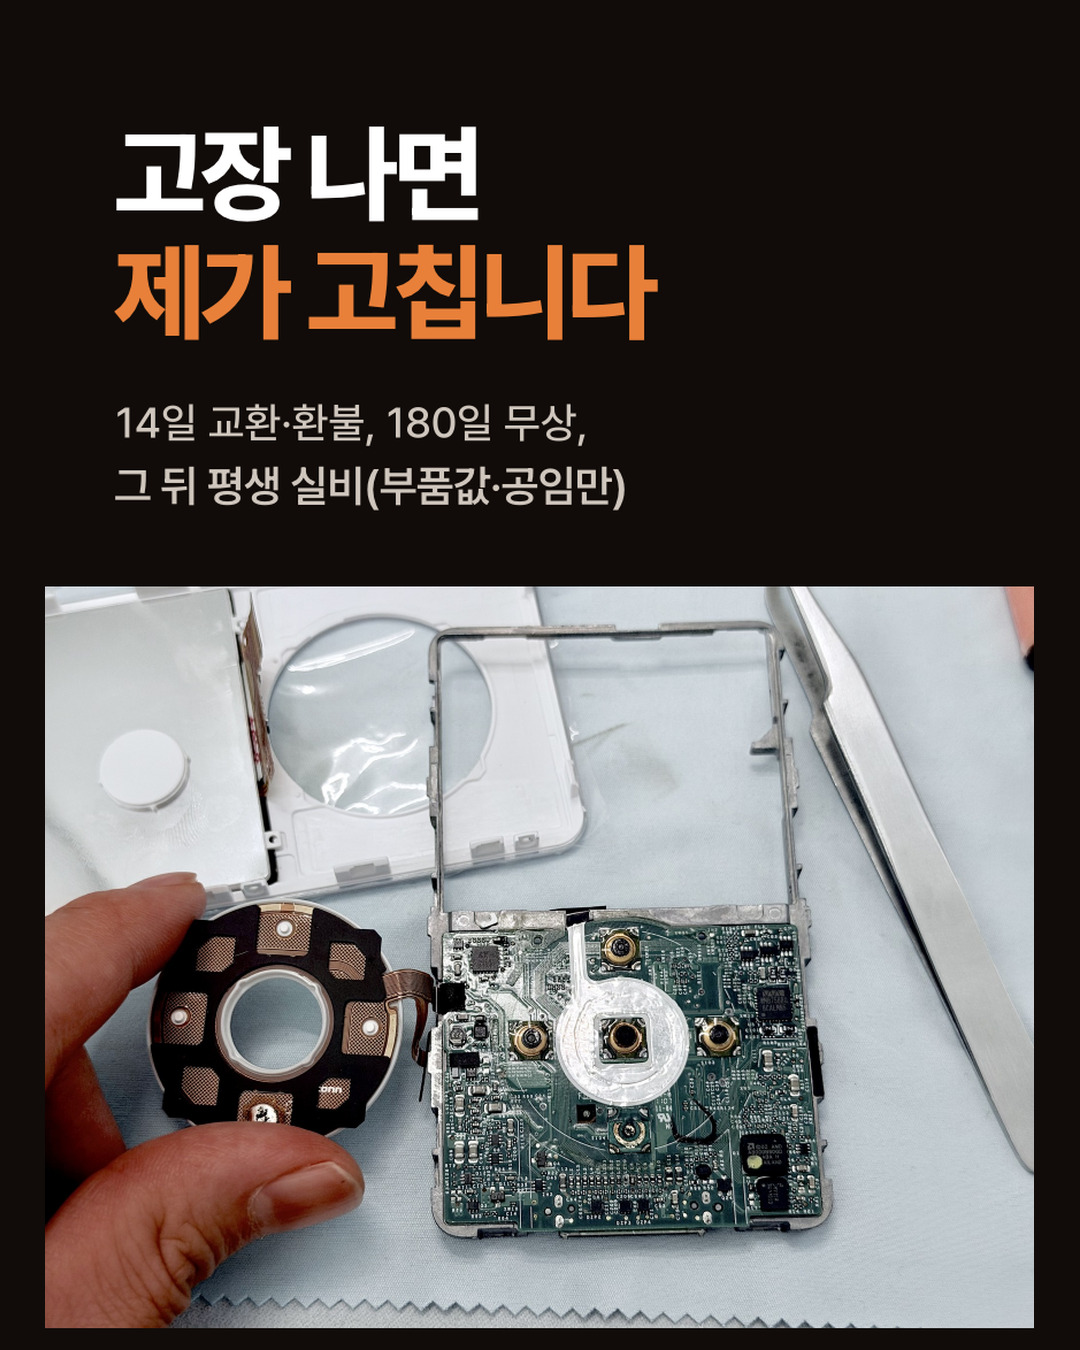 고장 나면
제가 고칩니다
14일 교환·환불, 180일 무상,
그 뒤 평생 실비(부품값·공임만)